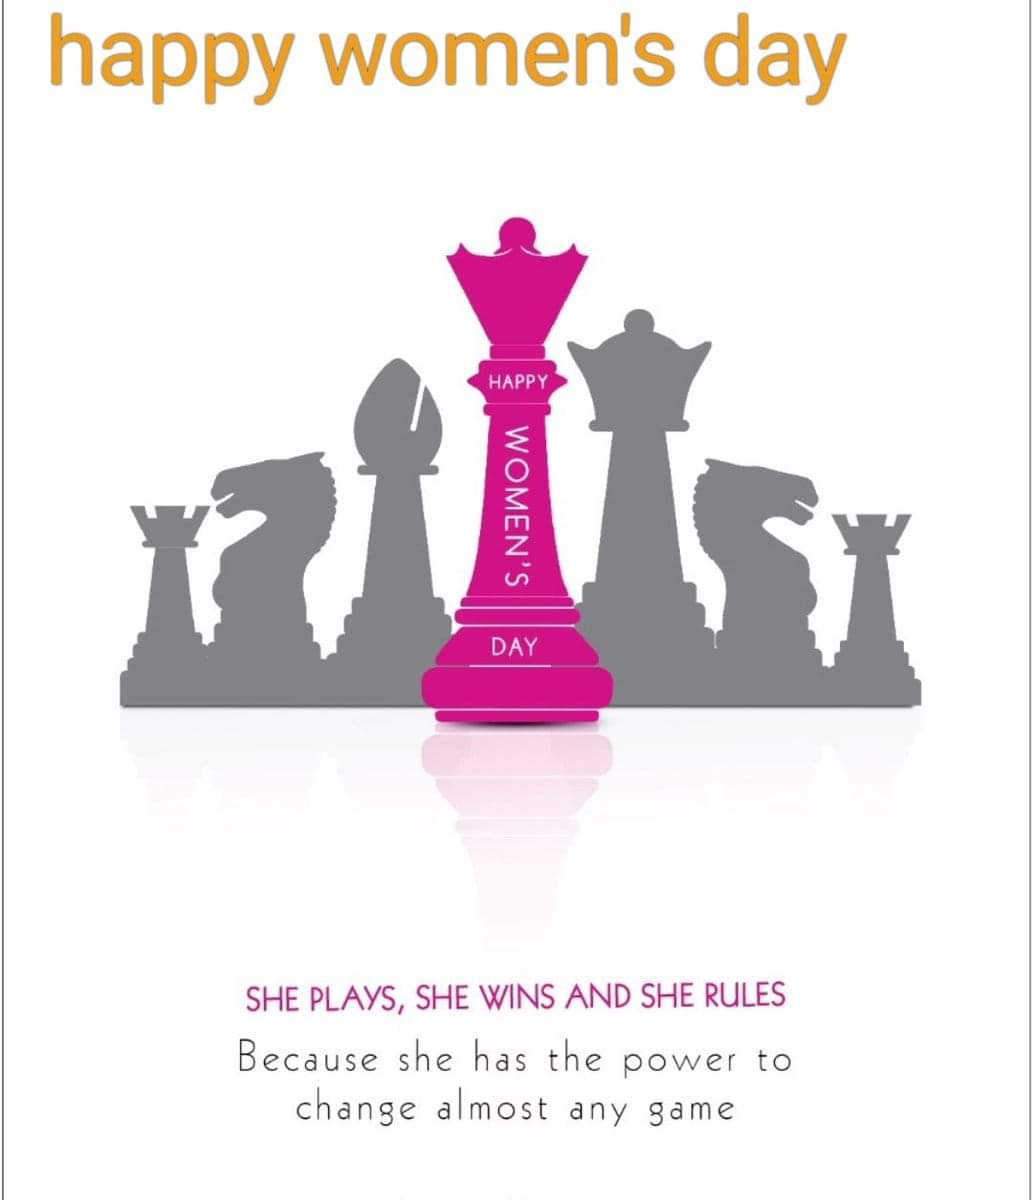 happy women's day
HAPPY
WOMEN'S
DAY
SHE PLAYS, SHE WINS AND SHE RULES
Because she has the power to
change almost any game